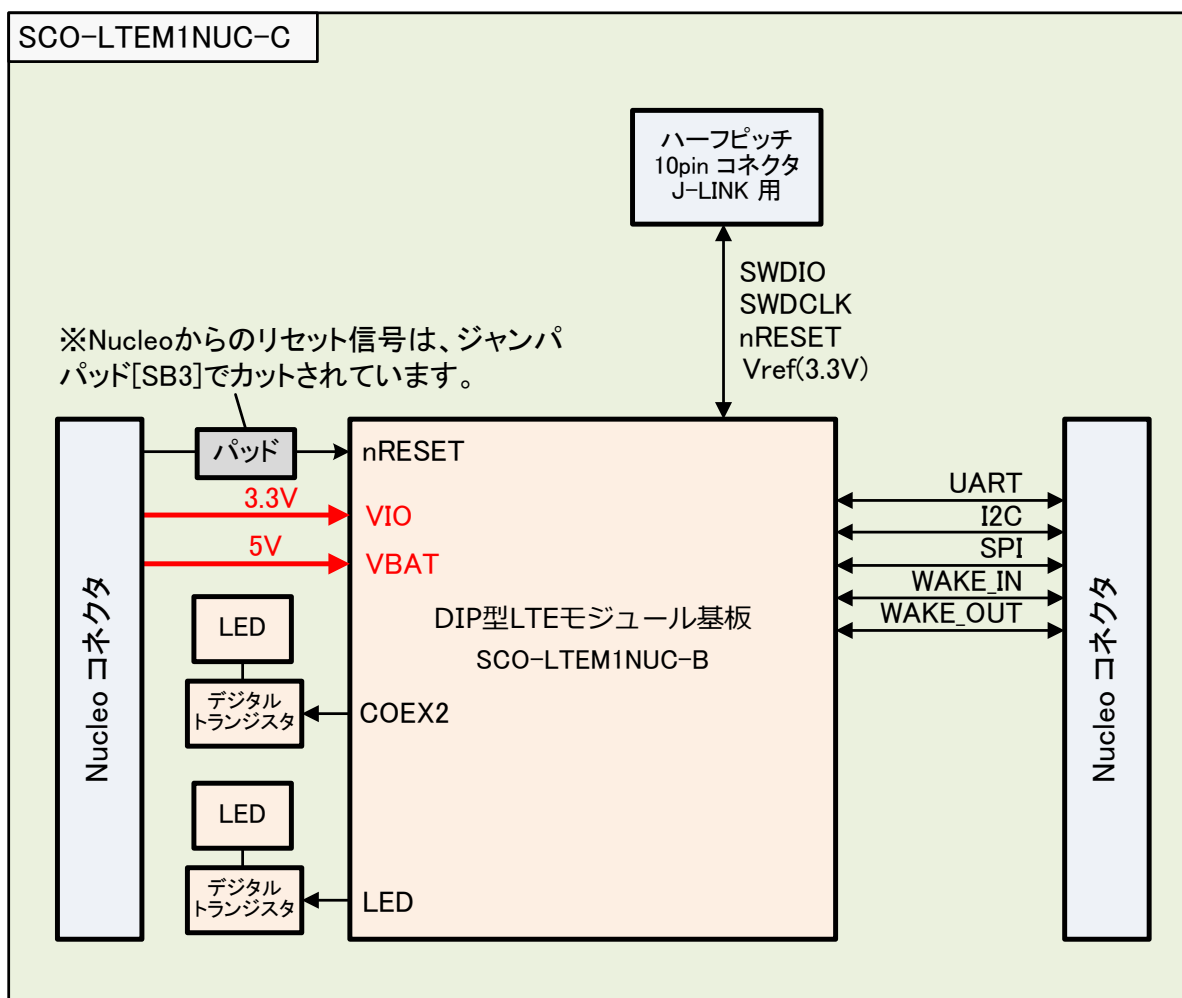 SCO-LTEM1NUC-C
ハーフピッチ
10pin コネクタ
J-LINK 用
SWDIO
SWDCLK
nRESET
Vref(3.3V)
※Nucleoからのリセット信号は、ジャンパ
パッド[SB3]でカットされています。
パッド
nRESET
3.3V
VIO
5V
VBAT
Nucleo コネクタ
LED
デジタル
トランジスタ
COEX2
LED
デジタル
トランジスタ
LED
DIP型LTEモジュール基板
SCO-LTEM1NUC-B
UART
I2C
SPI
WAKE_IN
WAKE_OUT
Nucleo コネクタ